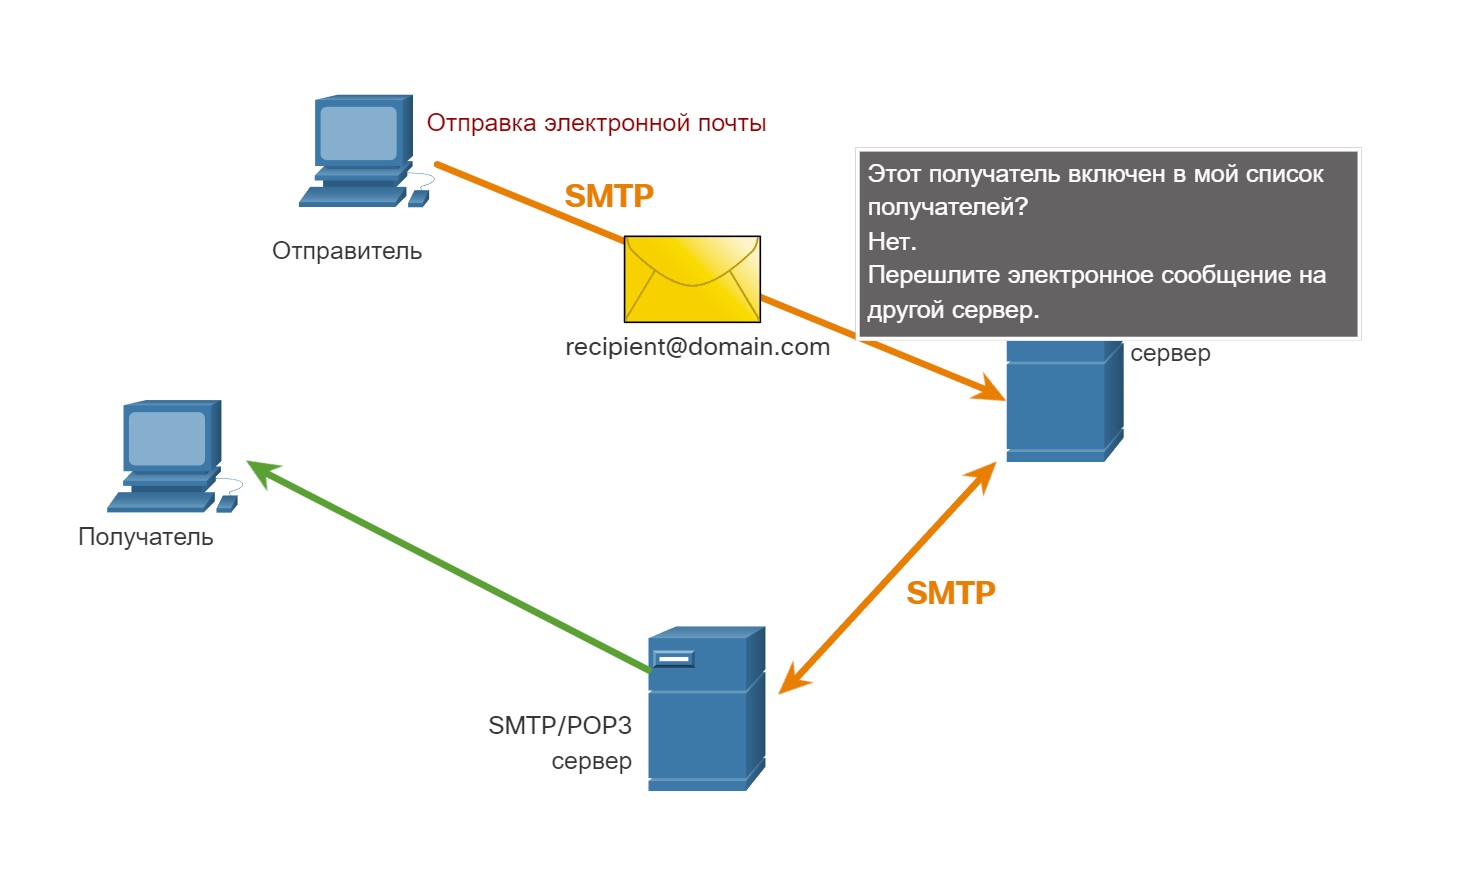 Отправка электронной почты
SMTP
Отправитель
Этот получатель включен в мой список
получателей?
Нет.
Перешлите электронное сообщение на
другой сервер.
recipient@domain.com
сервер
Получатель
SMTP
SMTP/POP3
сервер